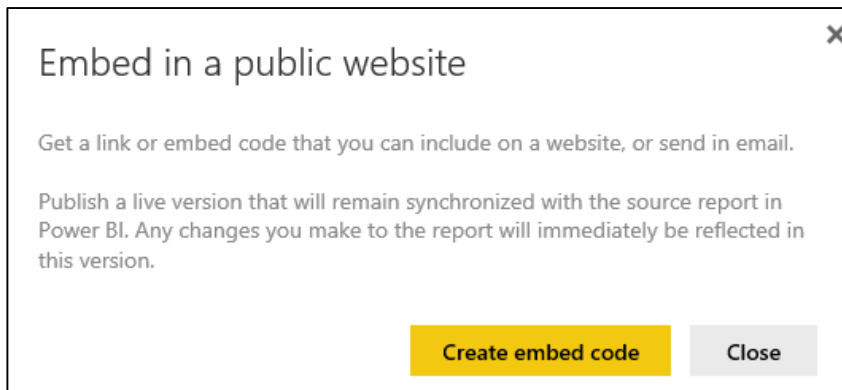 Embed in a public website
Get a link or embed code that you can include on a website, or send in email.
Publish a live version that will remain synchronized with the source report in
Power BI. Any changes you make to the report will immediately be reflected in
this version.
Create embed code
Close